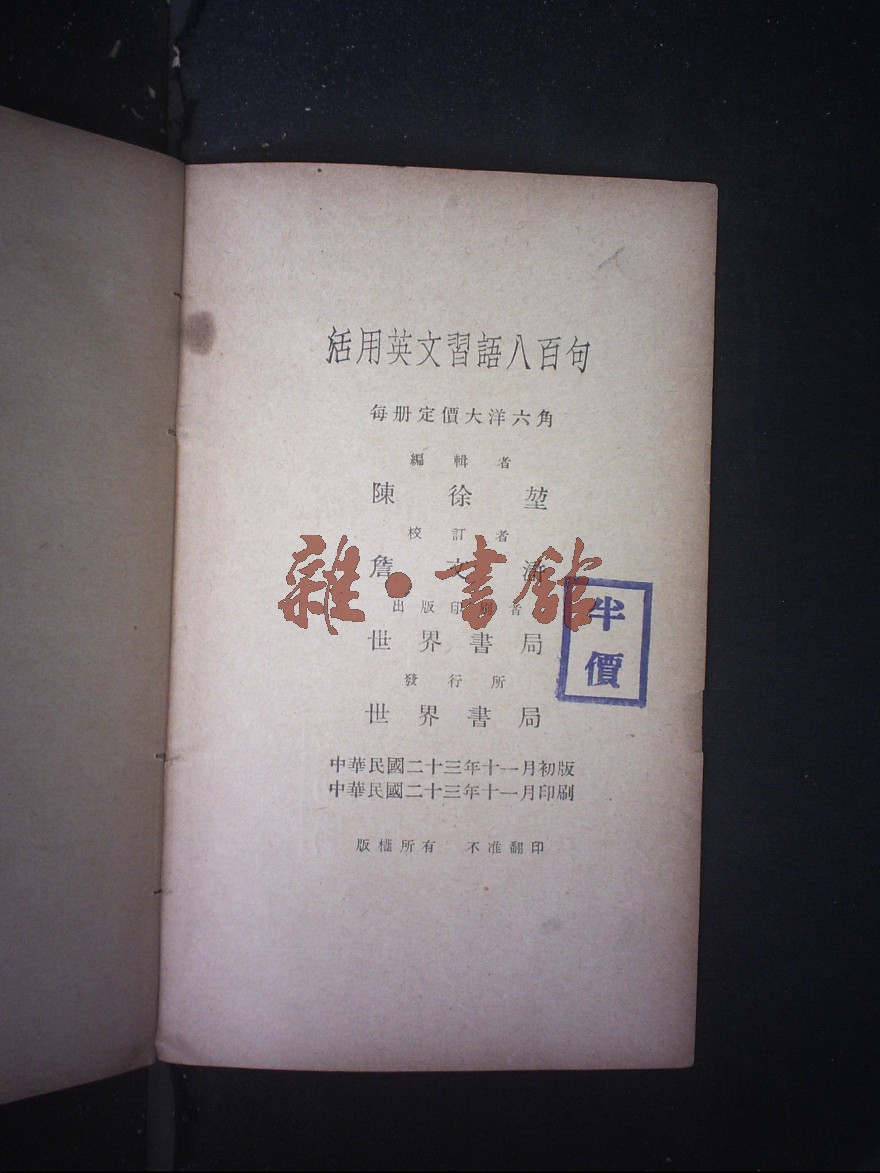 活用英文習語八百句
每册定價大洋六角
編輯者
陳徐堃
校訂者
詹文滸
出版印刷者
世界書局
發行所
世界書局
中華民國二十三年十一月初版
中華民國二十三年十一月印刷
版權所有 不准翻印
半價
雜·書館